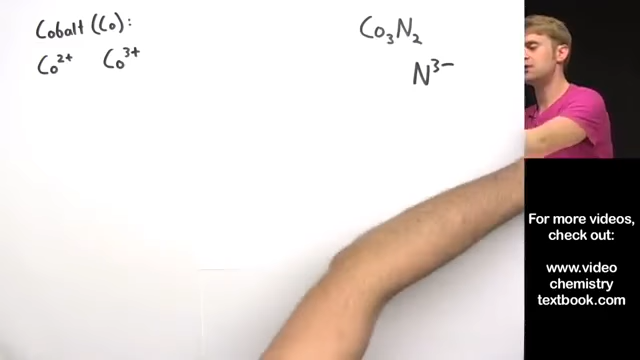 Cobalt (Co):
Co²⁺ Co³⁺
Co₃N₂
N³⁻
For more videos,
check out:
www.video
chemistry
textbook.com